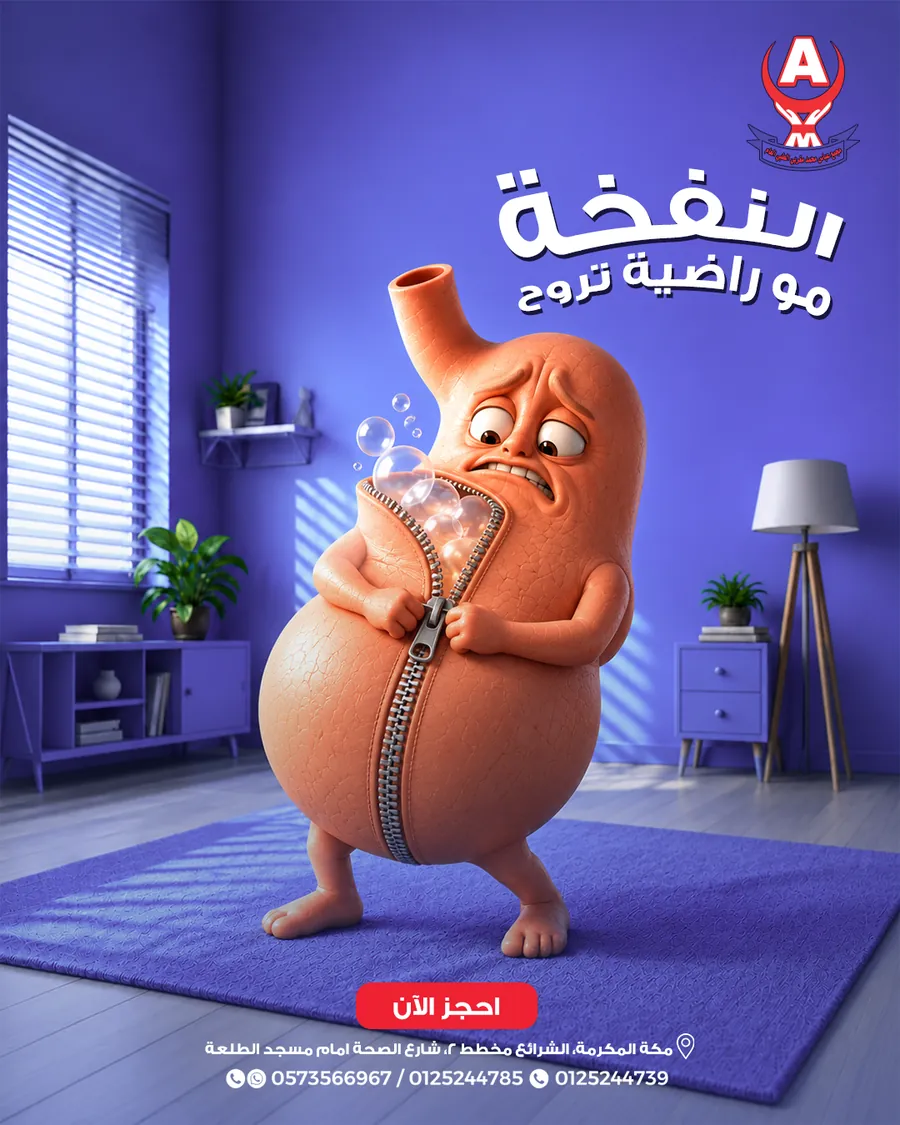 A
M
النفخة
مو راضية تروح
احجز الآن
مكة المكرمة، الشرائع مخطط ٢، شارع الصحة امام مسجد الطلعة
0573566967 / 0125244785 0125244739